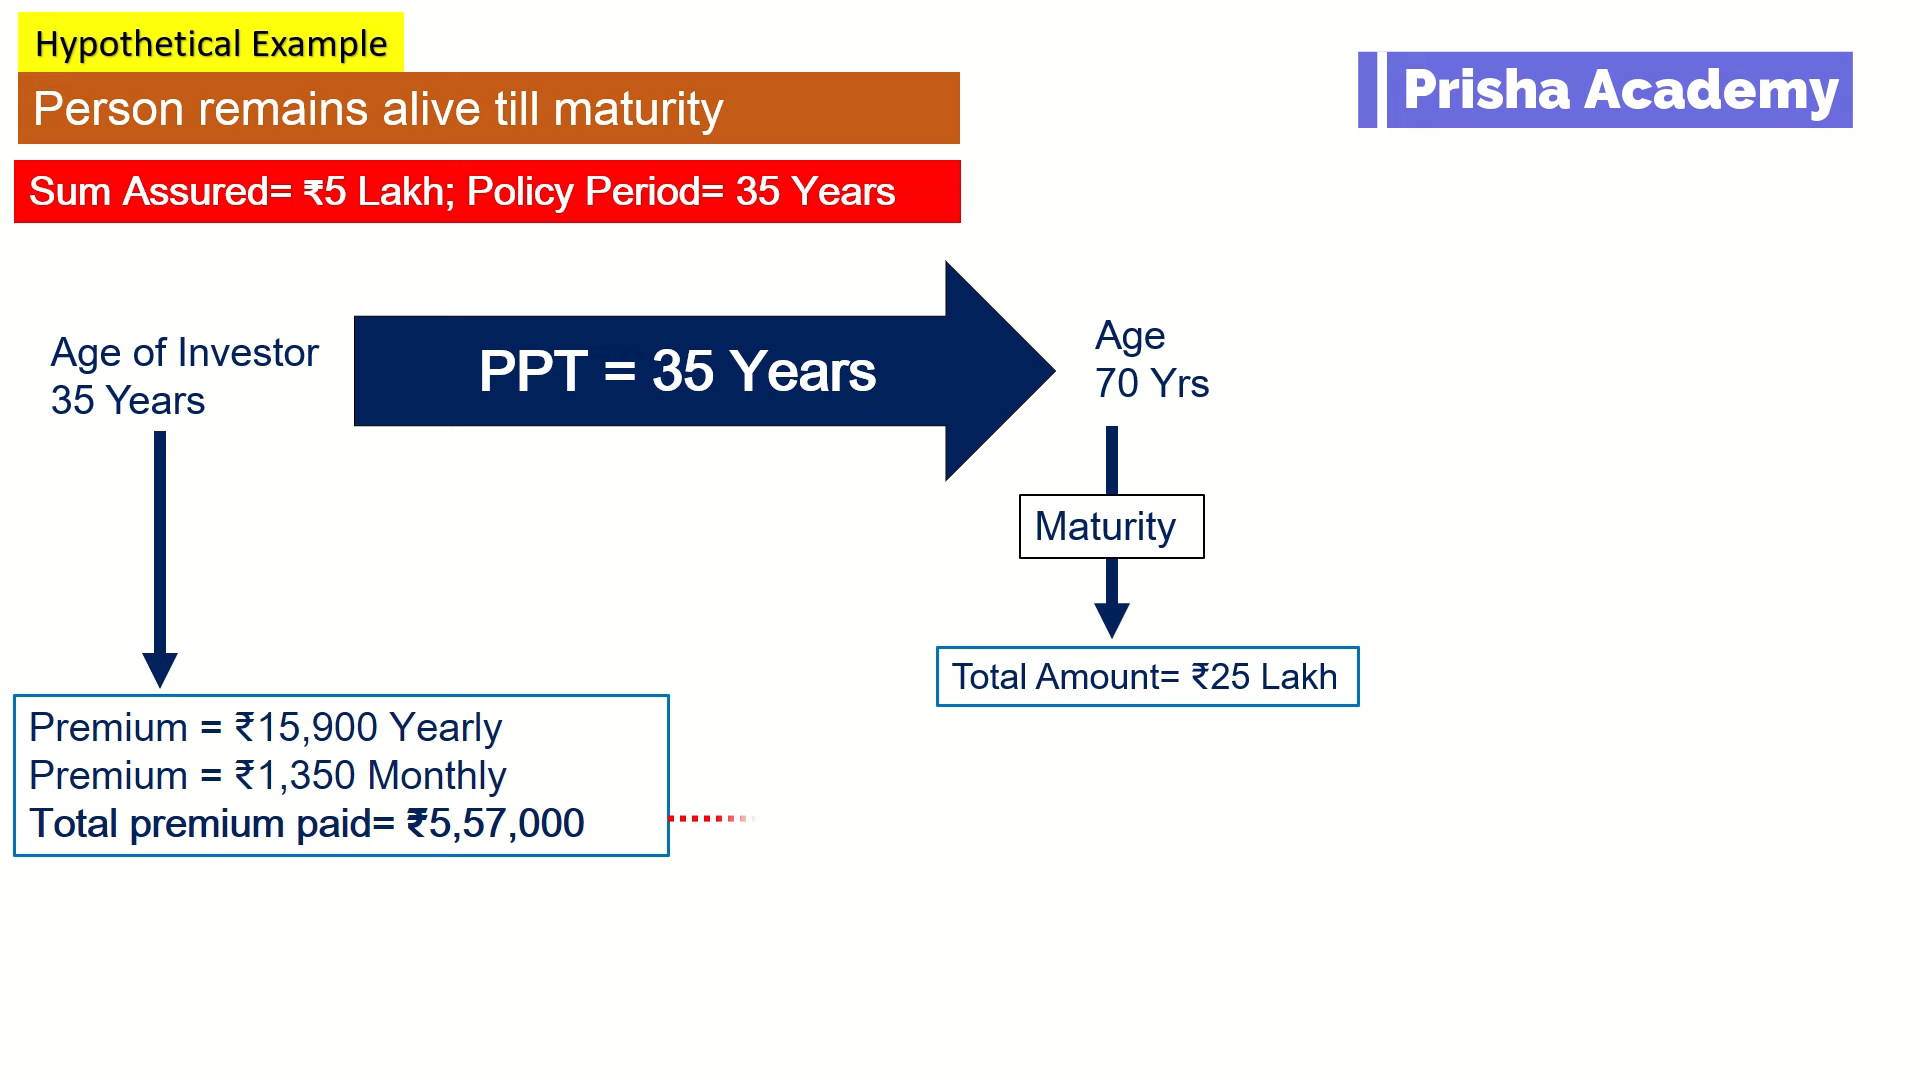 Hypothetical Example
Person remains alive till maturity
Prisha Academy
Sum Assured= ₹5 Lakh; Policy Period= 35 Years
Age of Investor
35 Years
PPT = 35 Years
Age
70 Yrs
Maturity
Total Amount= ₹25 Lakh
Premium = ₹15,900 Yearly
Premium = ₹1,350 Monthly
Total premium paid= ₹5,57,000